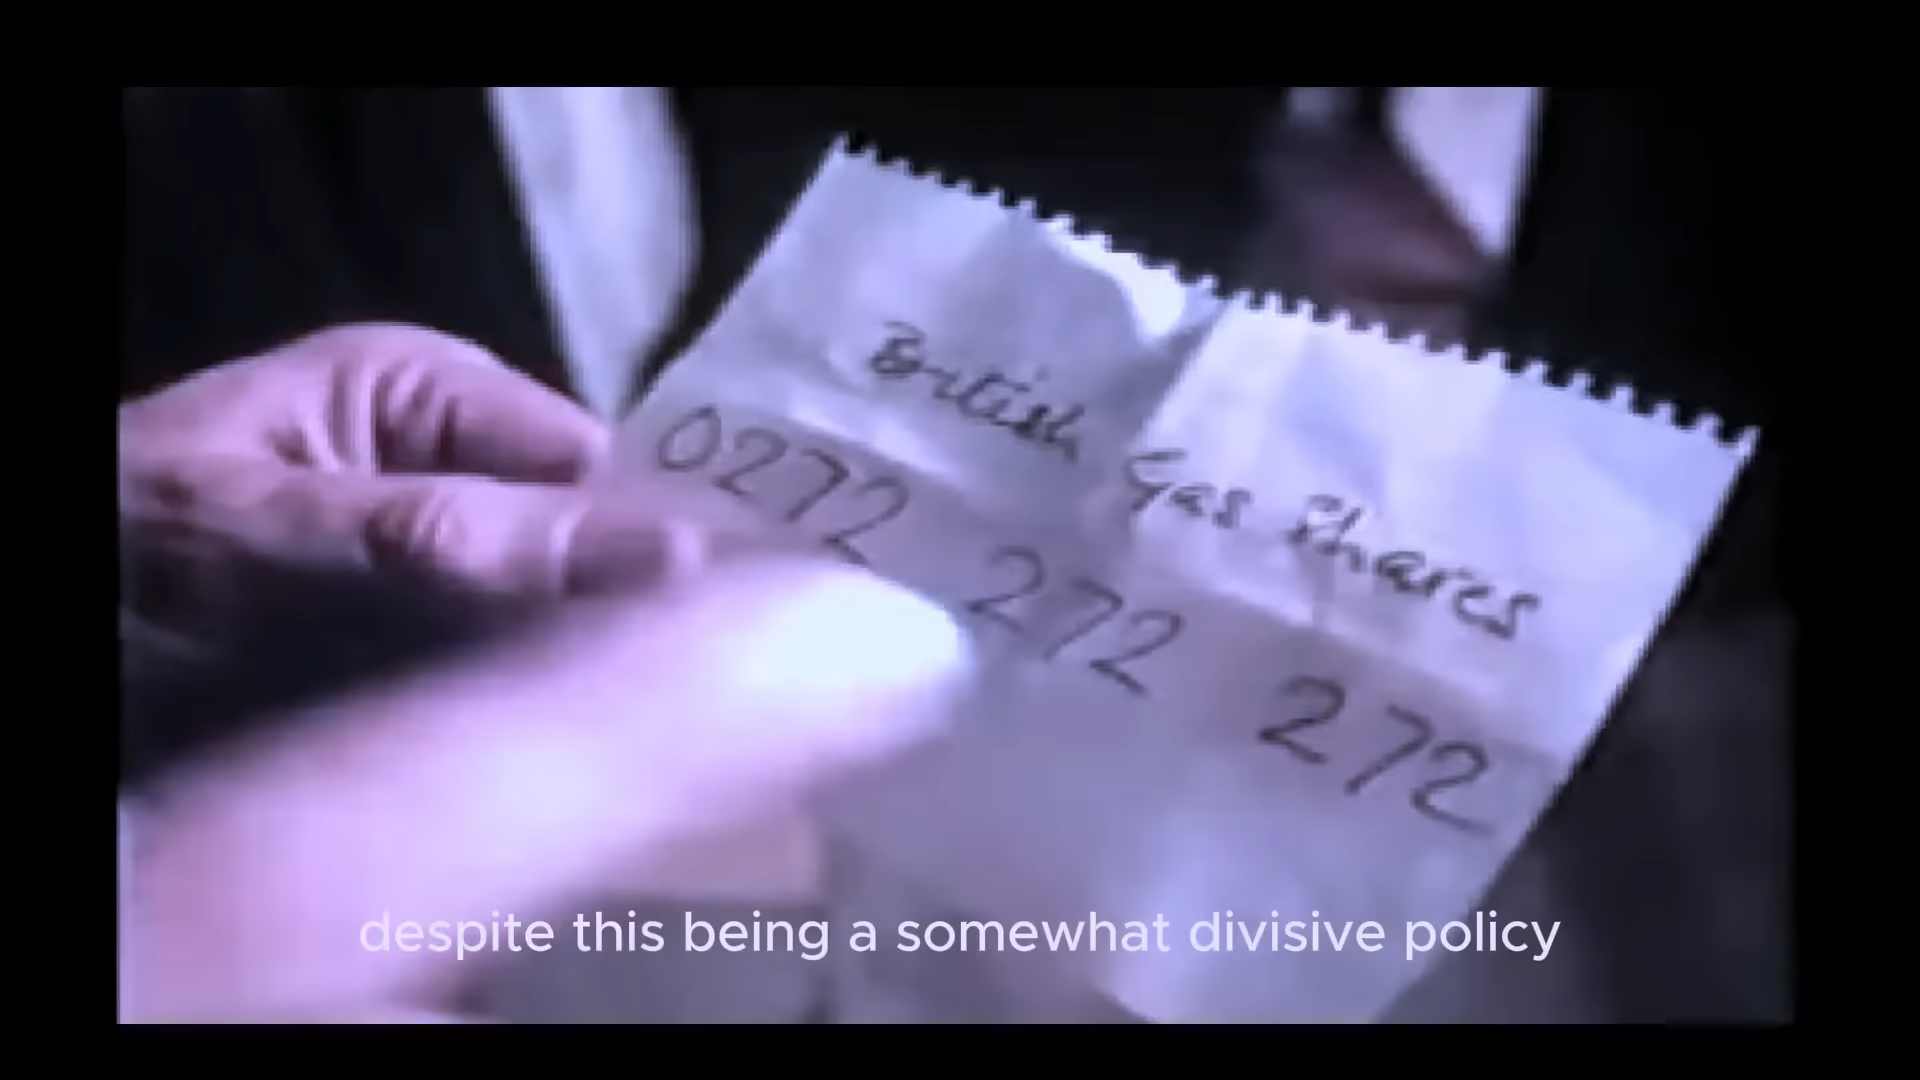 British Gas Shares
0272 272 272
despite this being a somewhat divisive policy